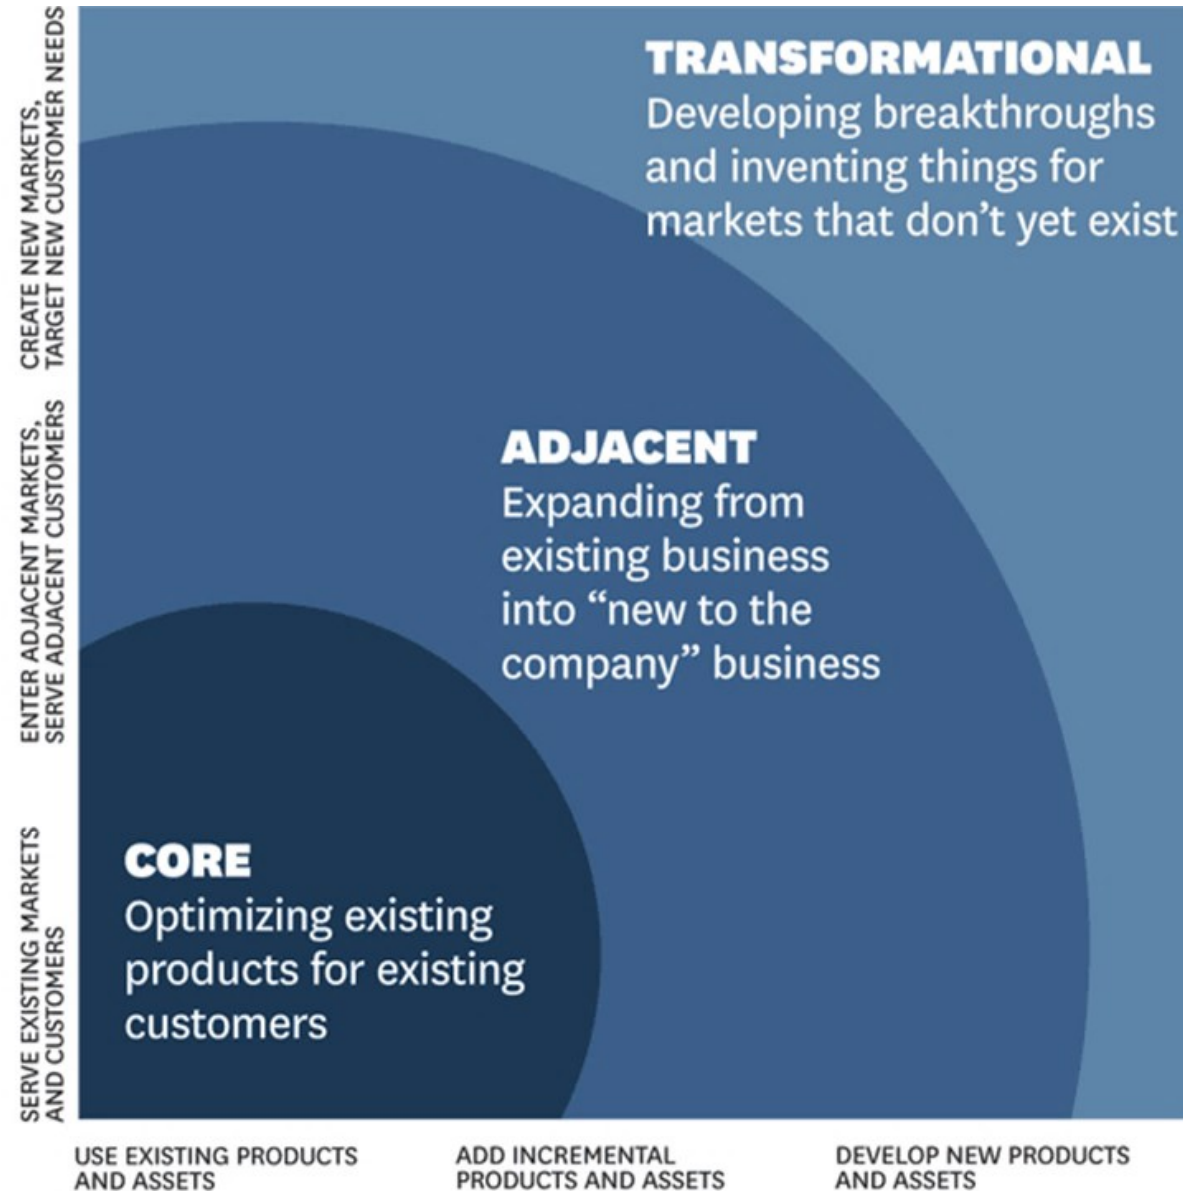 TRANSFORMATIONAL
Developing breakthroughs
and inventing things for
markets that don’t yet exist
ADJACENT
Expanding from
existing business
into “new to the
company” business
CORE
Optimizing existing
products for existing
customers
CREATE NEW MARKETS,
TARGET NEW CUSTOMER NEEDS
ENTER ADJACENT MARKETS,
SERVE ADJACENT CUSTOMERS
SERVE EXISTING MARKETS
AND CUSTOMERS
USE EXISTING PRODUCTS
AND ASSETS
ADD INCREMENTAL
PRODUCTS AND ASSETS
DEVELOP NEW PRODUCTS
AND ASSETS